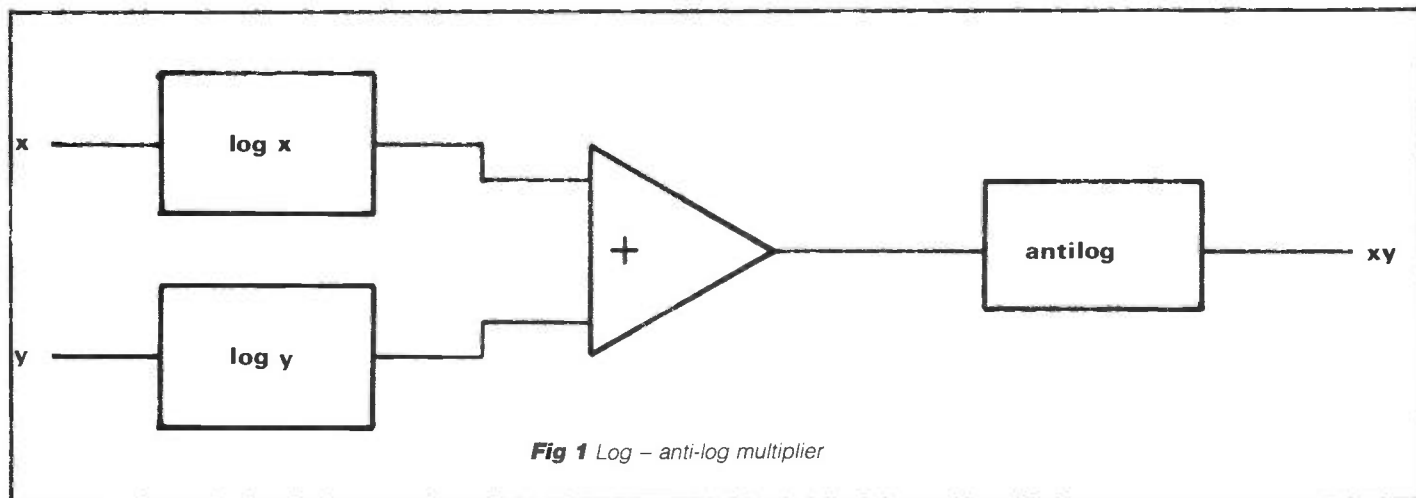 x
log x
+
antilog
xy
y
log y
Fig 1 Log – anti-log multiplier